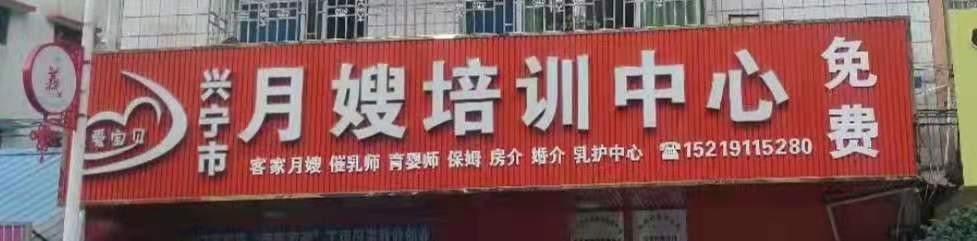 爱宝贝
兴宁市
月嫂培训中心
免费
客家月嫂 催乳师 育婴师 保姆 房介 婚介 乳护中心 ☎15219115280